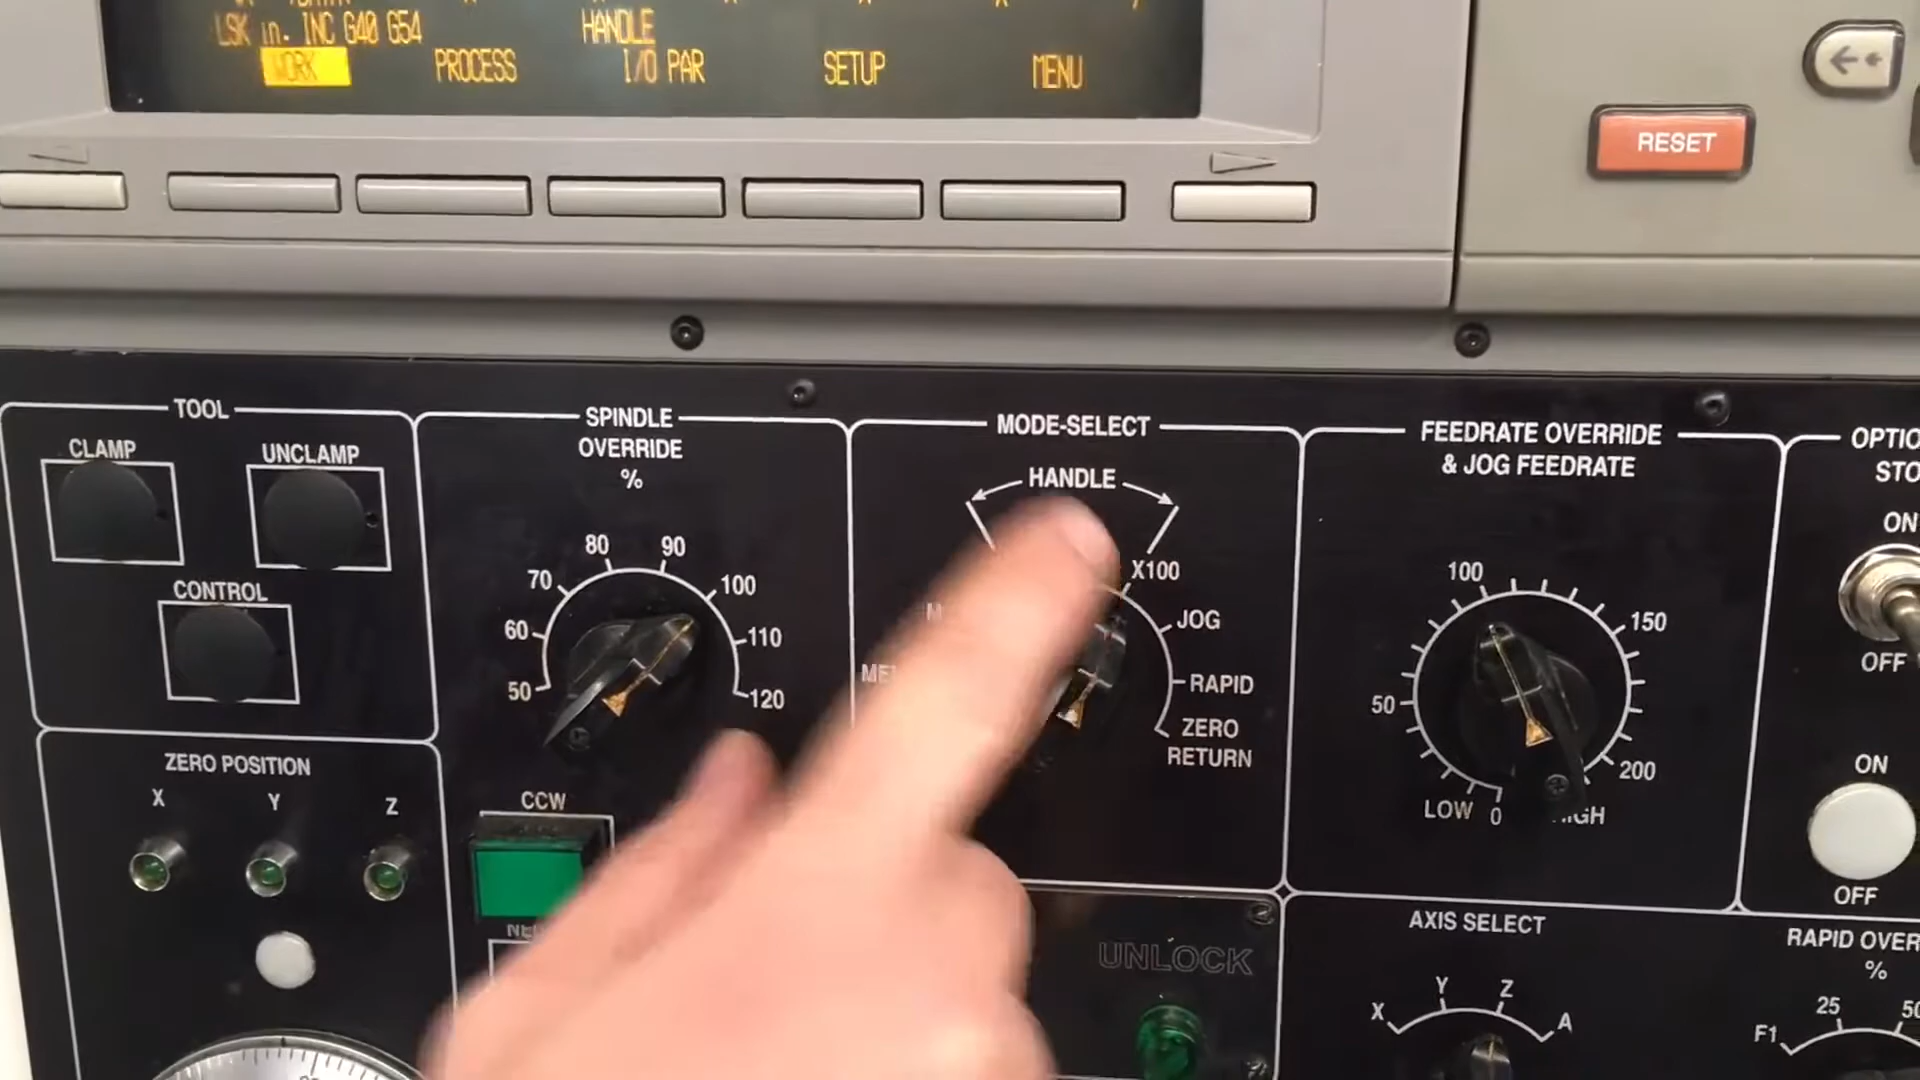 LSK in. INC G40 G54 HANDLE
WORK PROCESS I/O PAR SETUP MENU
RESET
TOOL
CLAMP UNCLAMP
CONTROL
SPINDLE
OVERRIDE
%
50 60 70 80 90 100 110 120
MODE-SELECT
HANDLE
X100
JOG
RAPID
ZERO
RETURN
FEEDRATE OVERRIDE
& JOG FEEDRATE
LOW 0 50 100 150 200
ON
OFF
ON
OFF
ZERO POSITION
X Y Z
CCW
UNLOCK
AXIS SELECT
X Y Z A
%
F1 25